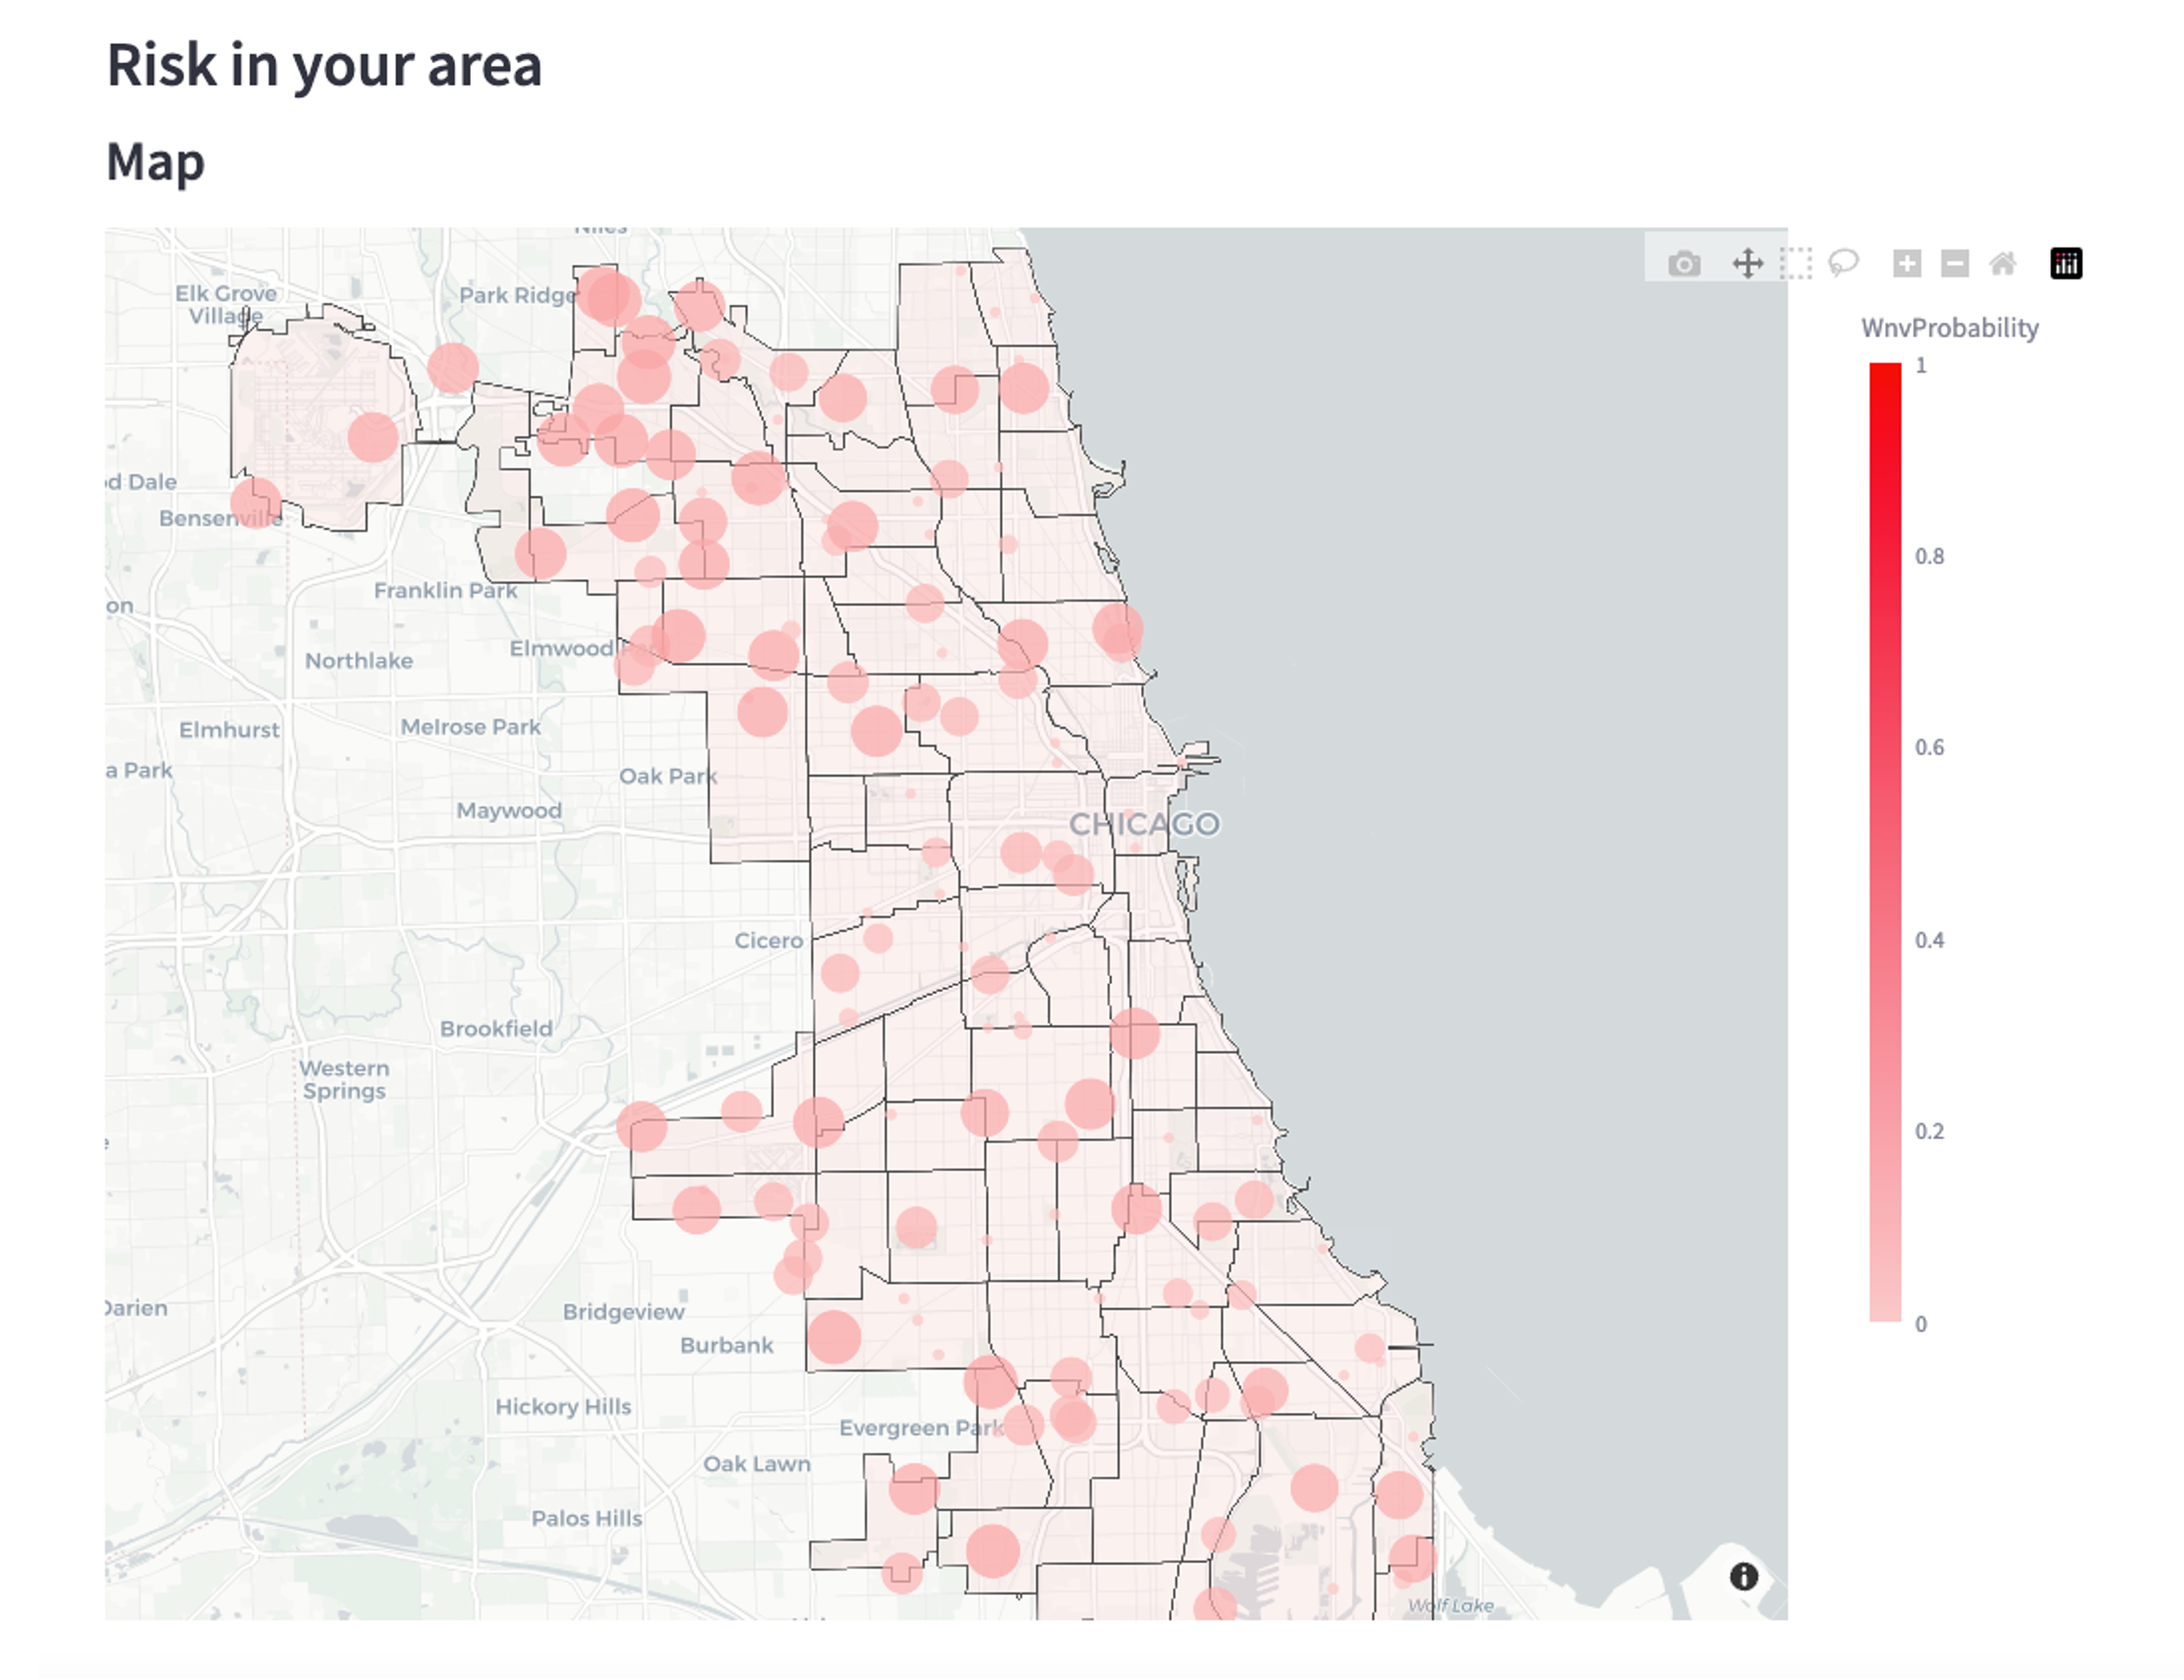 Risk in your area
Map
Niles
Elk Grove
Village
Park Ridge
d Dale
Bensenville
Franklin Park
on
Northlake
Elmwood
Elmhurst
Melrose Park
a Park
Oak Park
Maywood
CHICAGO
Cicero
Brookfield
Western
Springs
Darien
Bridgeview
Burbank
Hickory Hills
Evergreen Park
Oak Lawn
Palos Hills
Wolf Lake
WnvProbability
1
0.8
0.6
0.4
0.2
0